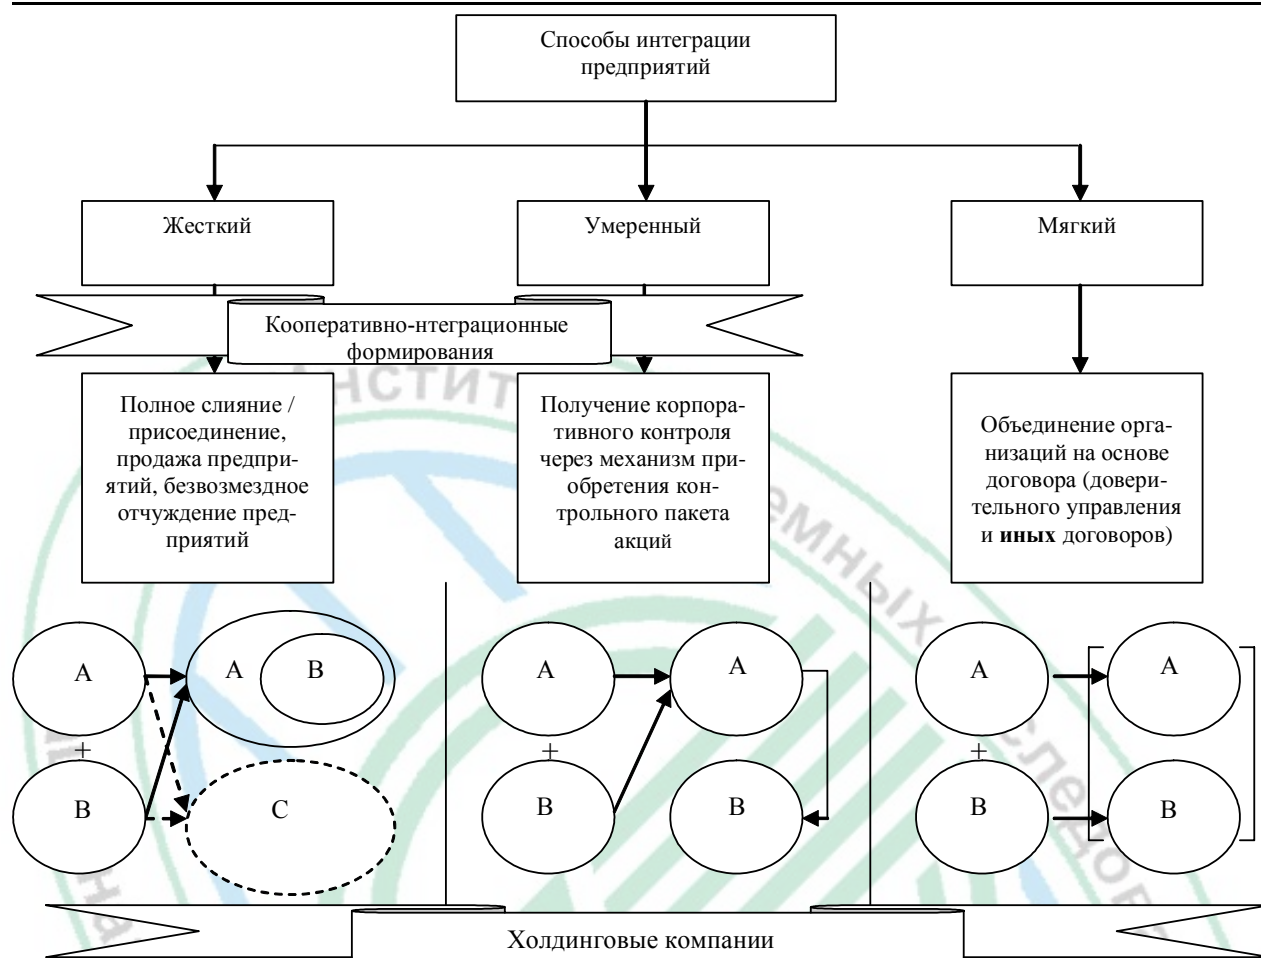 Способы интеграции
предприятий
Жесткий
Умеренный
Мягкий
Кооперативно-нтеграционные
формирования
Полное слияние /
присоединение,
продажа предпри-
ятий, безвозмездное
отчуждение пред-
приятий
Получение корпора-
тивного контроля
через механизм при-
обретения кон-
трольного пакета
акций
Объединение орга-
низаций на основе
договора (довери-
тельного управления
и иных договоров)
A
A
B
+
B
C
A
A
+
B
B
A
A
+
B
B
Холдинговые компании